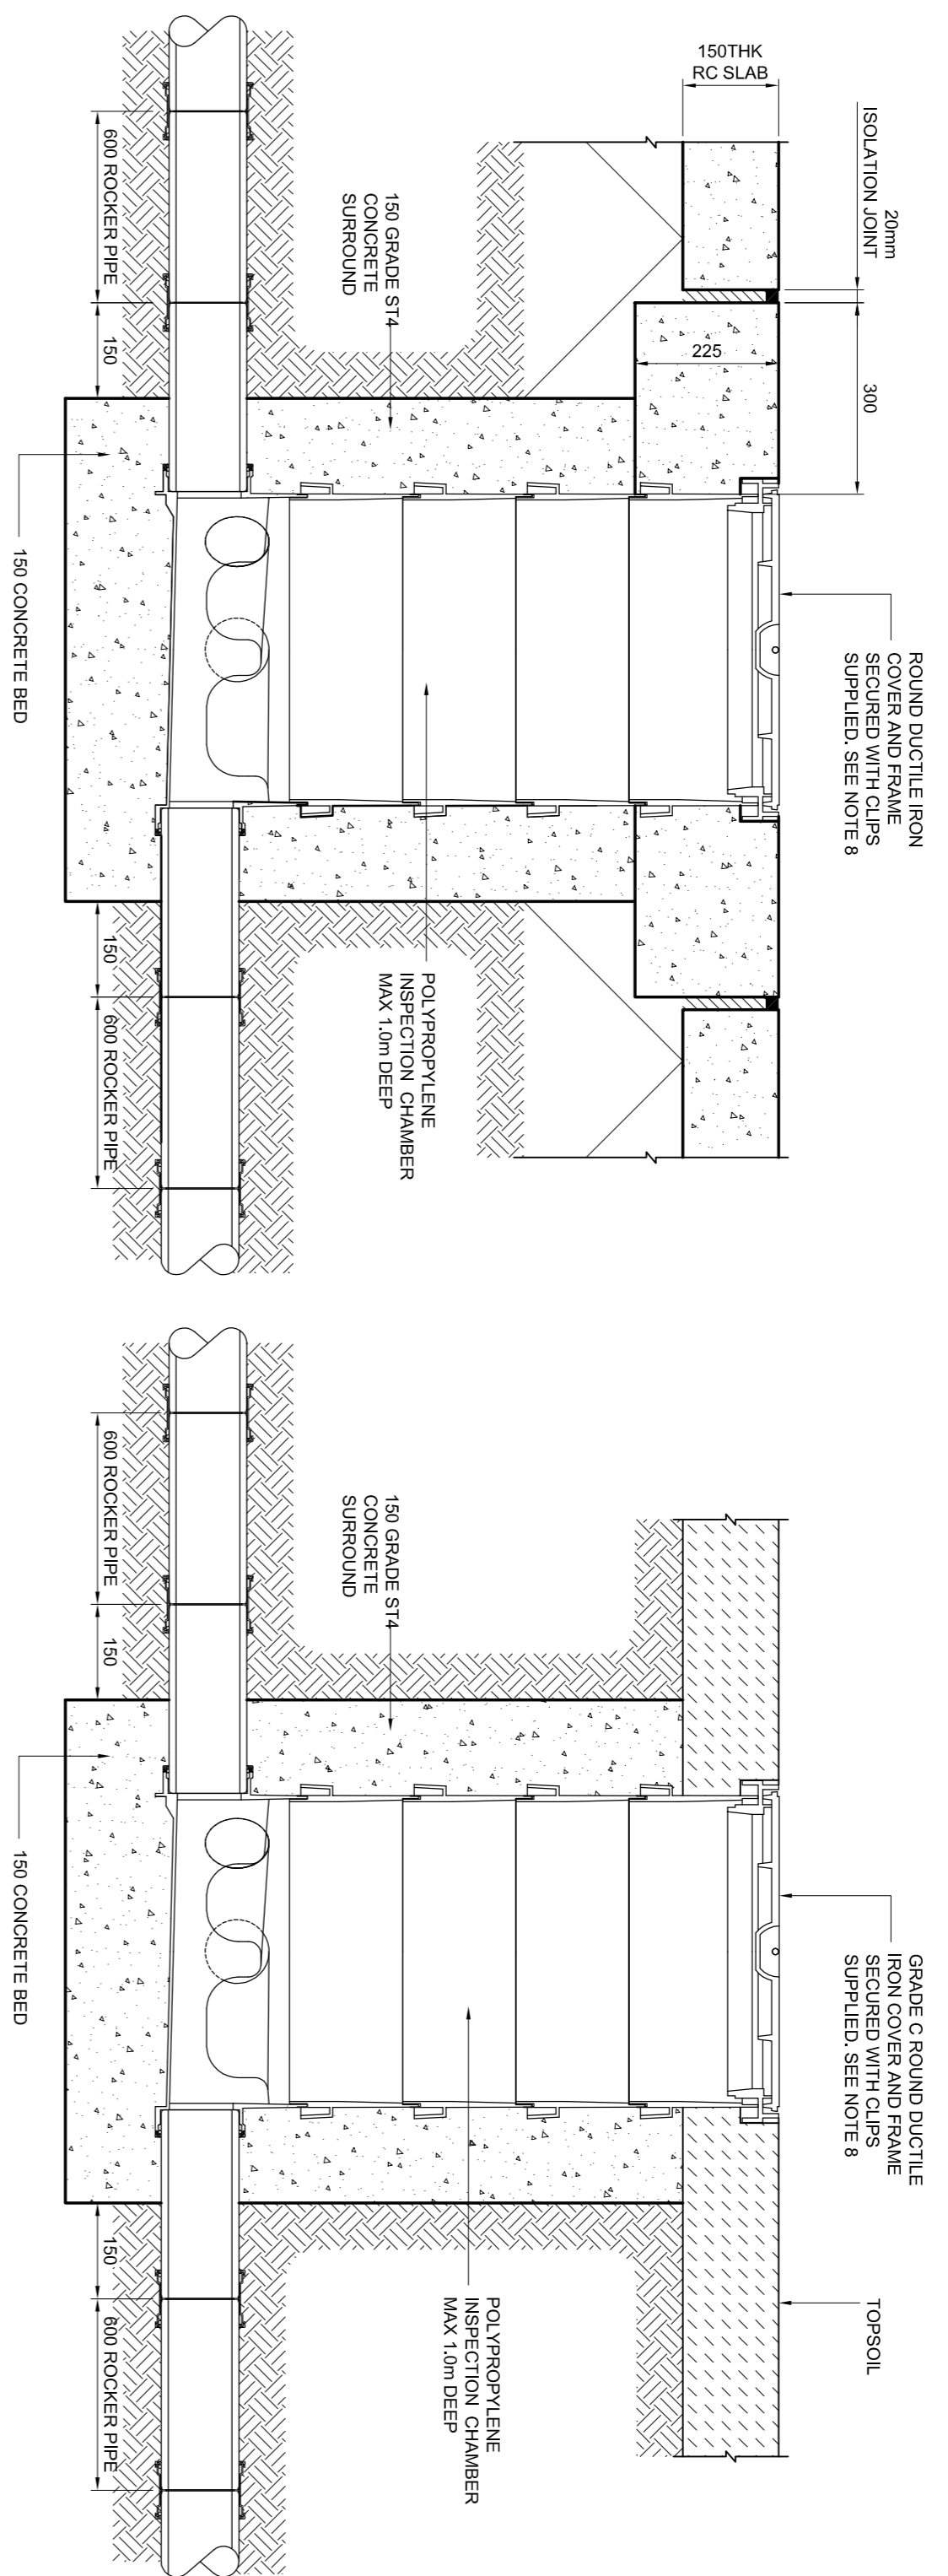 150THK
RC SLAB
20mm
ISOLATION JOINT
300
225
ROUND DUCTILE IRON
COVER AND FRAME
SECURED WITH CLIPS
SUPPLIED. SEE NOTE 8
150 GRADE ST4
CONCRETE
SURROUND
POLYPROPYLENE
INSPECTION CHAMBER
MAX 1.0m DEEP
600 ROCKER PIPE
150
150
600 ROCKER PIPE
150 CONCRETE BED
GRADE C ROUND DUCTILE
IRON COVER AND FRAME
SECURED WITH CLIPS
SUPPLIED. SEE NOTE 8
TOPSOIL
150 GRADE ST4
CONCRETE
SURROUND
POLYPROPYLENE
INSPECTION CHAMBER
MAX 1.0m DEEP
600 ROCKER PIPE
150
150
600 ROCKER PIPE
150 CONCRETE BED